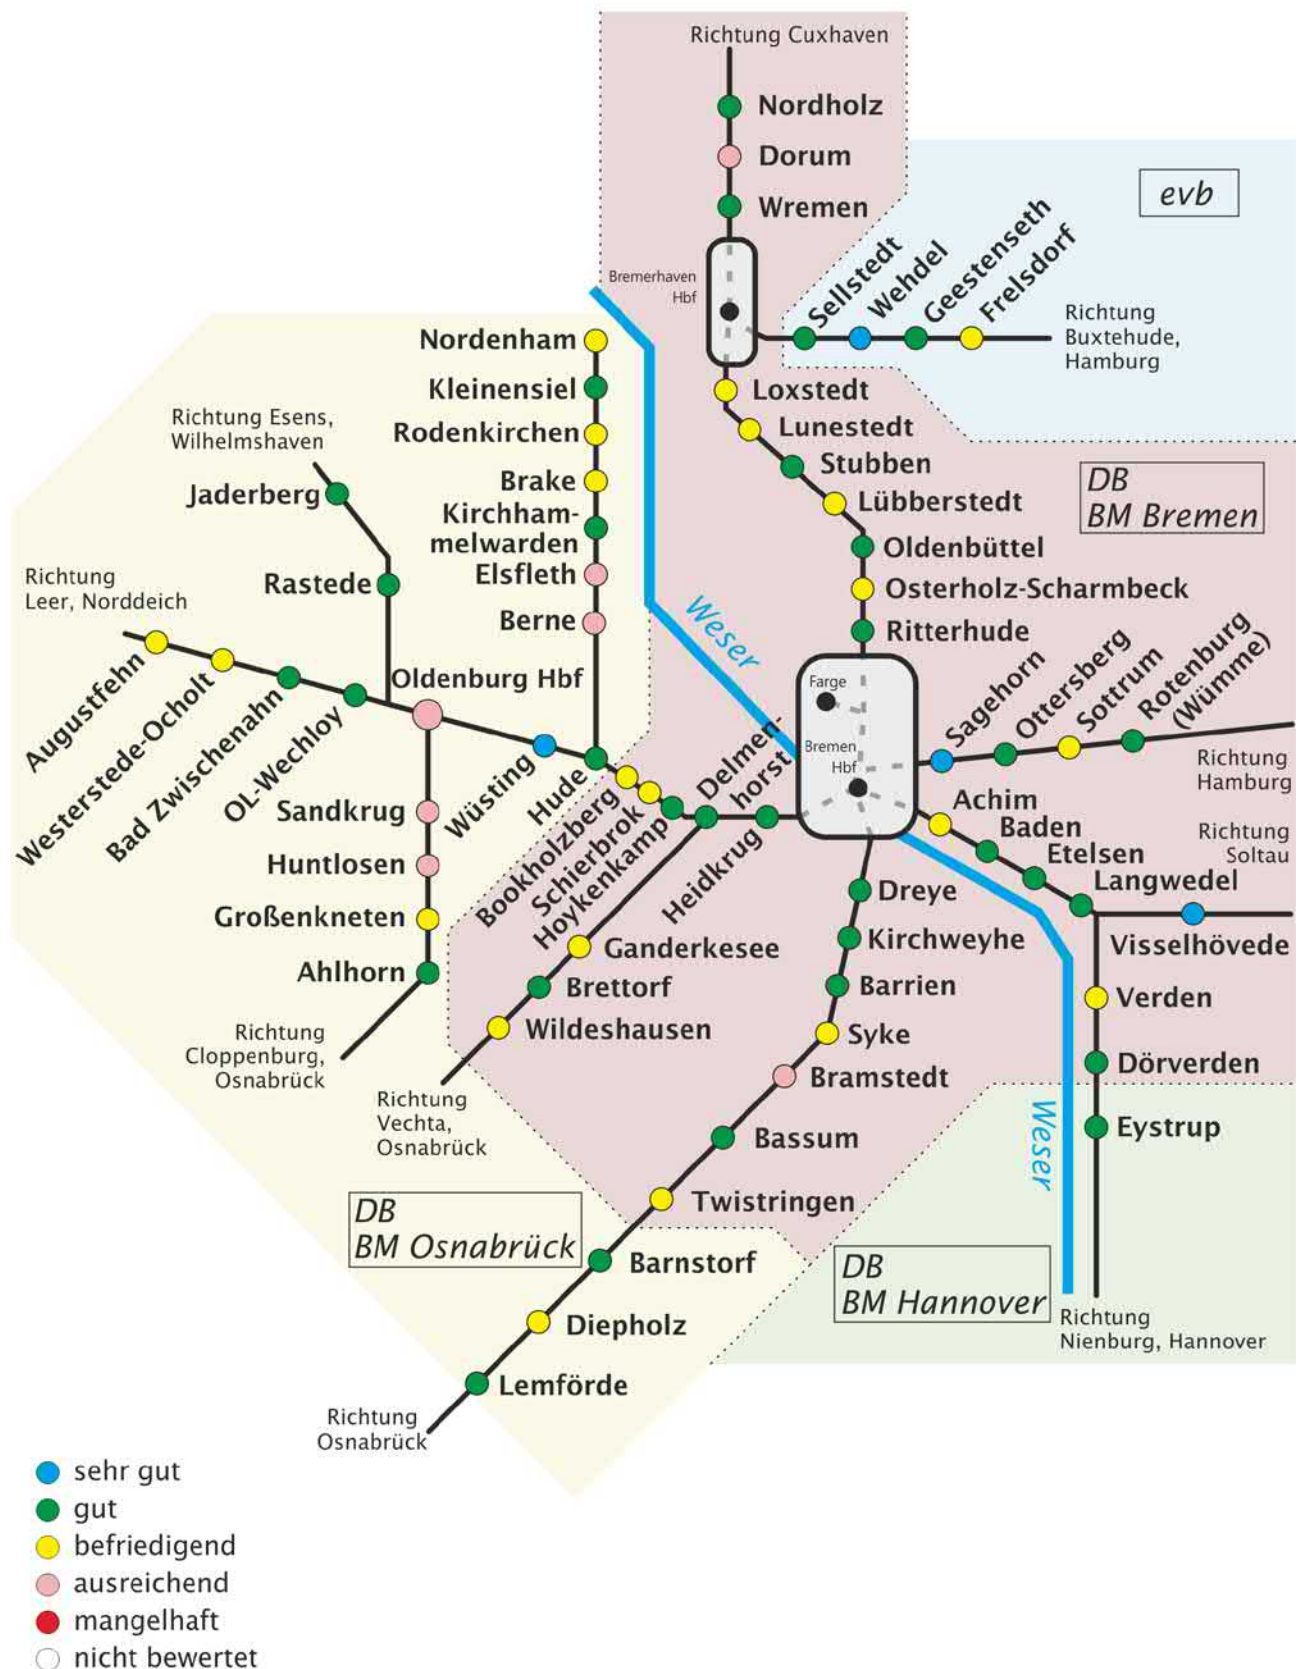 Richtung Cuxhaven
Nordholz
Dorum
Wremen
evb
Bremerhaven
Hbf
Sellstedt
Wehdel
Geestenseth
Frelsdorf
Richtung
Buxtehude,
Hamburg
Nordenham
Kleinensiel
Rodenkirchen
Brake
Kirchham-
melwarden
Elsfleth
Berne
Richtung Esens,
Wilhelmshaven
Jaderberg
Rastede
Richtung
Leer, Norddeich
Augustfehn
Westerstede-Ocholt
Bad Zwischenahn
OL-Wechloy
Oldenburg Hbf
Wüsting
Hude
Sandkrug
Huntlosen
Großenkneten
Ahlhorn
Richtung
Cloppenburg,
Osnabrück
Loxstedt
Lunestedt
Stubben
Lübberstedt
Oldenbüttel
Osterholz-Scharmbeck
Ritterhude
DB
BM Bremen
Weser
Farge
Bremen
Hbf
Sagehorn
Ottersberg
Sottrum
Rotenburg
(Wümme)
Richtung
Hamburg
Bookholzberg
Schierbrok
Hoykenkamp
Delmen-
horst
Heidkrug
Achim
Baden
Etelsen
Langwedel
Richtung
Soltau
Visselhövede
Verden
Dörverden
Eystrup
Weser
Richtung
Nienburg, Hannover
Ganderkesee
Brettorf
Wildeshausen
Richtung
Vechta,
Osnabrück
Dreye
Kirchweyhe
Barrien
Syke
Bramstedt
Bassum
Twistringen
Barnstorf
Diepholz
Lemförde
Richtung
Osnabrück
DB
BM Osnabrück
DB
BM Hannover
sehr gut
gut
befriedigend
ausreichend
mangelhaft
nicht bewertet